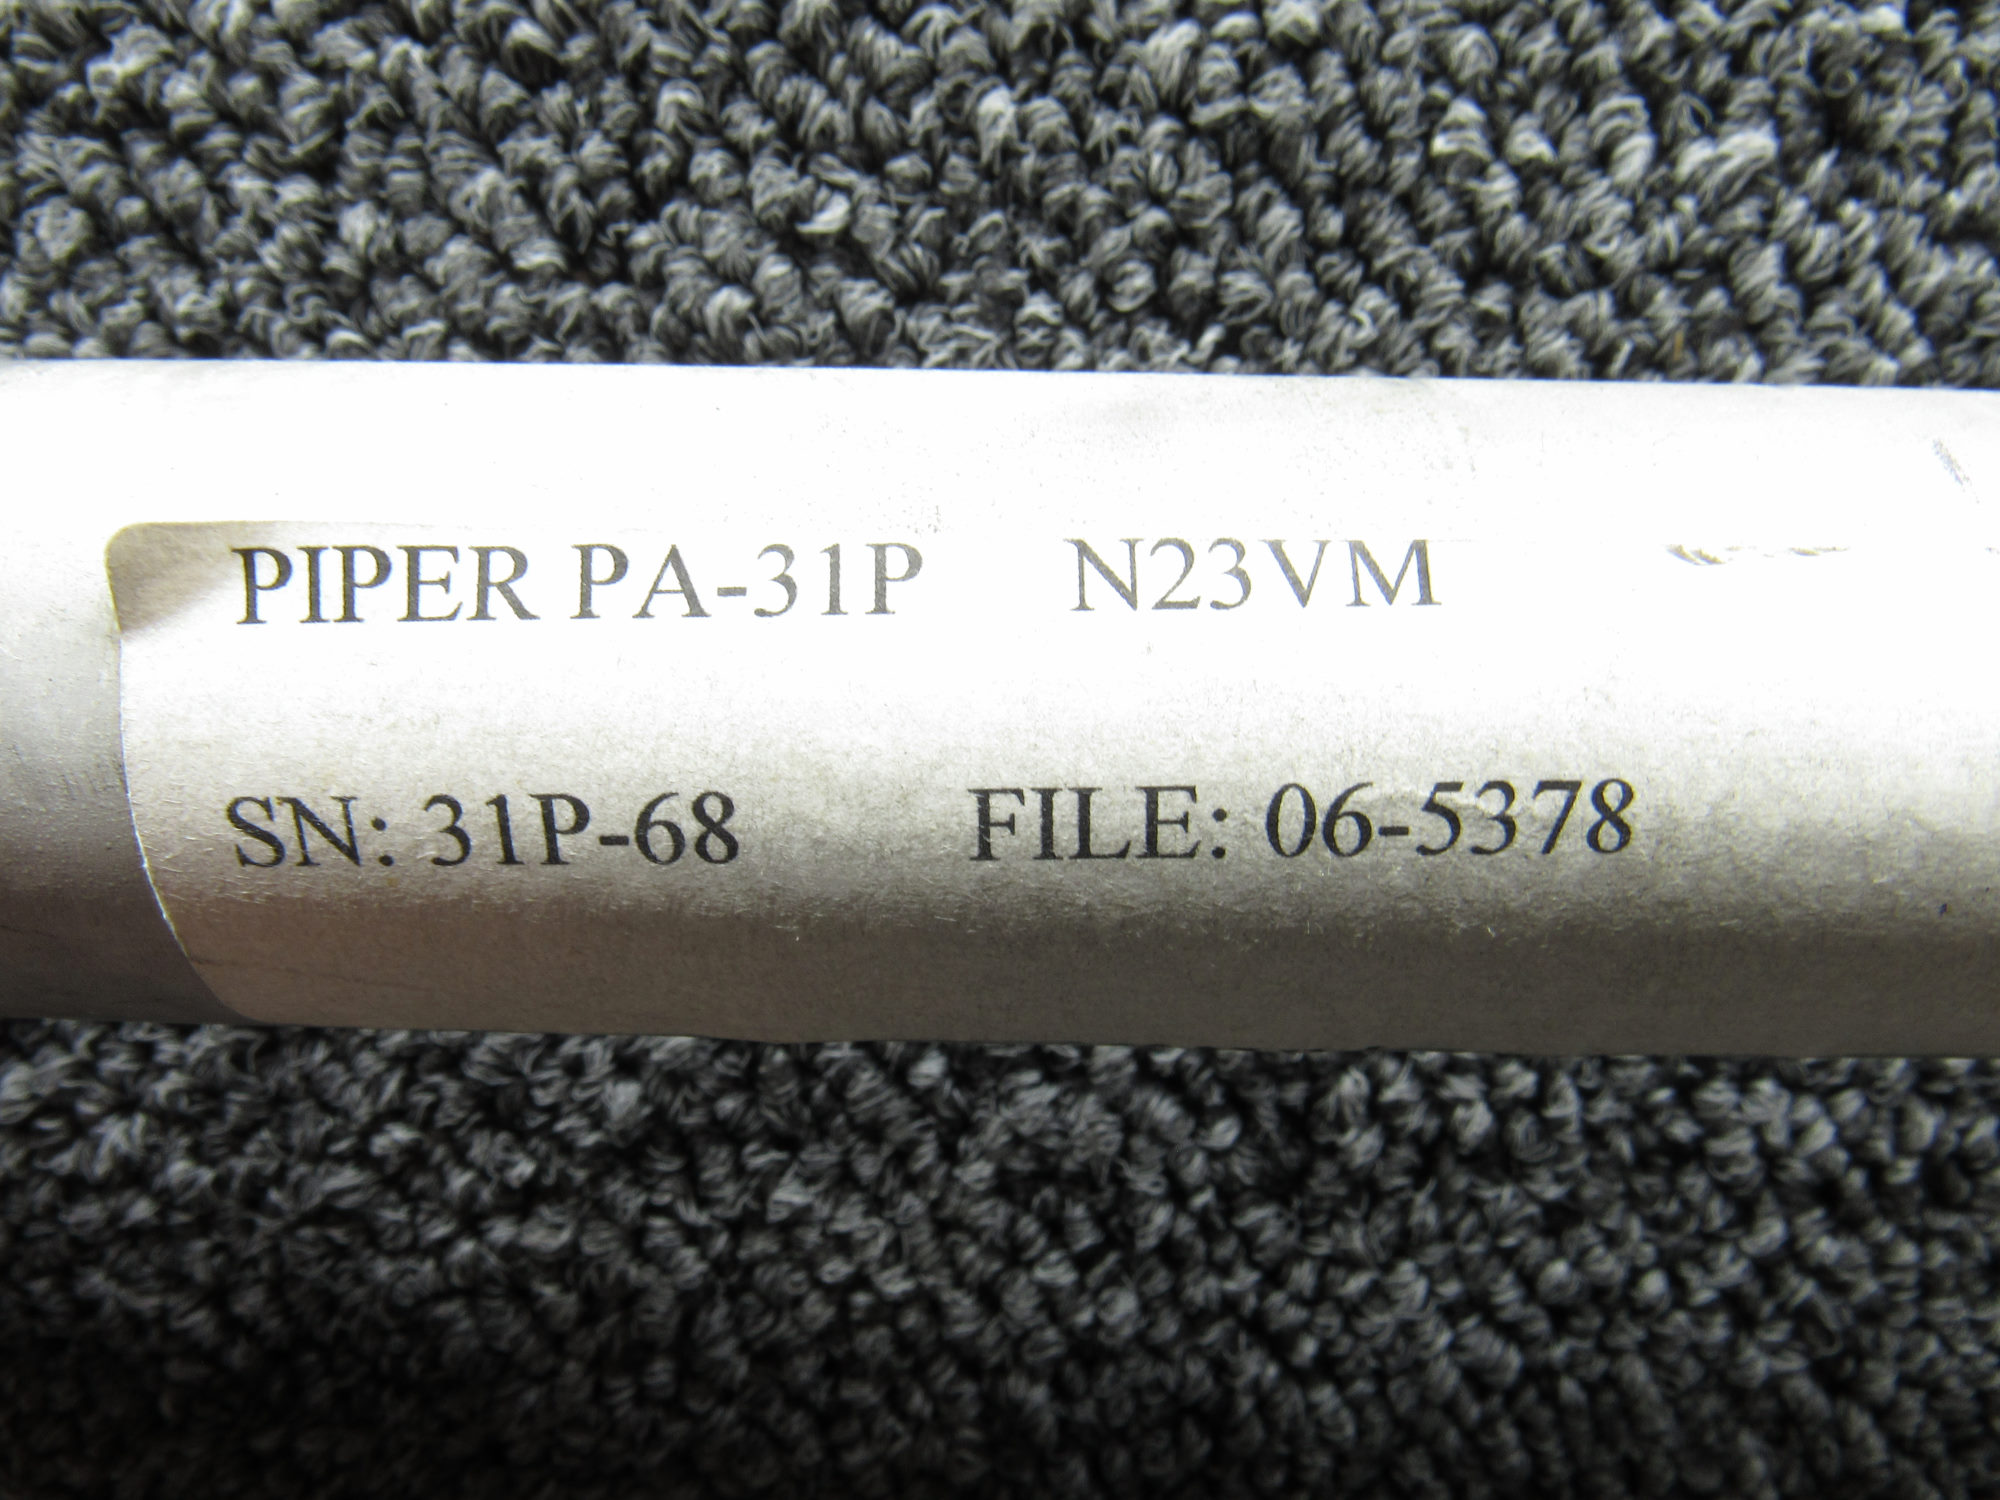 PIPER PA-31P N23VM
SN: 31P-68 FILE: 06-5378